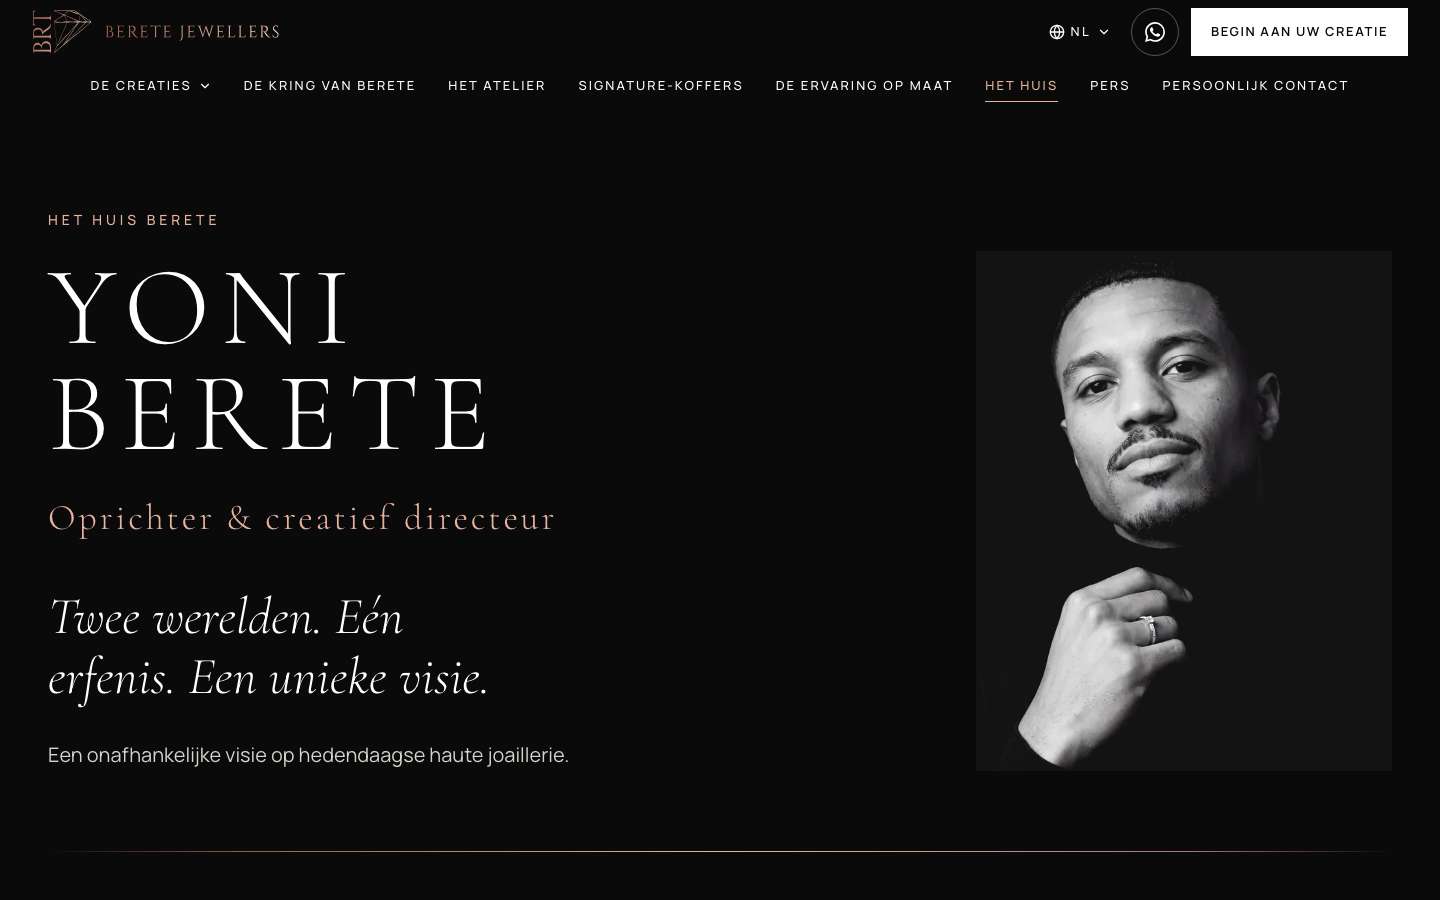 BRT
BERETE JEWELLERS
NL
BEGIN AAN UW CREATIE
DE CREATIES
DE KRING VAN BERETE
HET ATELIER
SIGNATURE-KOFFERS
DE ERVARING OP MAAT
HET HUIS
PERS
PERSOONLIJK CONTACT
HET HUIS BERETE
YONI
BERETE
Oprichter & creatief directeur
Twee werelden. Eén
erfenis. Een unieke visie.
Een onafhankelijke visie op hedendaagse haute joaillerie.